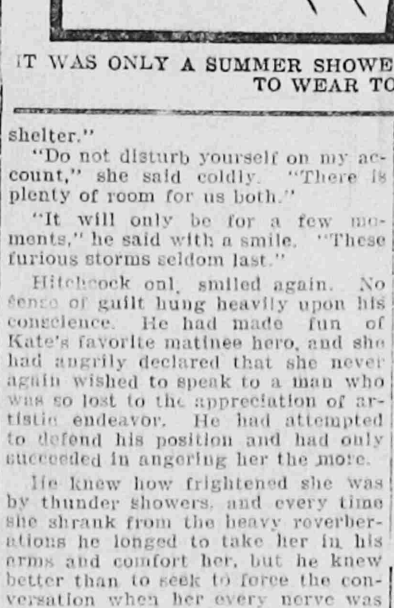 IT WAS ONLY A SUMMER SHOWE
TO WEAR TO
shelter."
"Do not disturb yourself on my ac-
count," she said coldly. "There is
plenty of room for us both."
"It will only be for a few mo-
ments," he said with a smile. "These
furious storms seldom last."
Hitchcock onl, smiled again. No
sense of guilt hung heavily upon his
conscience. He had made fun of
Kate's favorite matinee hero, and she
had angrily declared that she never
again wished to speak to a man who
was so lost to the appreciation of ar-
tistic endeavor. He had attempted
to defend his position and had only
succeeded in angering her the more.
He knew how frightened she was
by thunder showers, and every time
she shrank from the heavy reverber-
ations he longed to take her in his
arms and comfort her, but he knew
better than to seek to force the con-
versation when her every nerve was